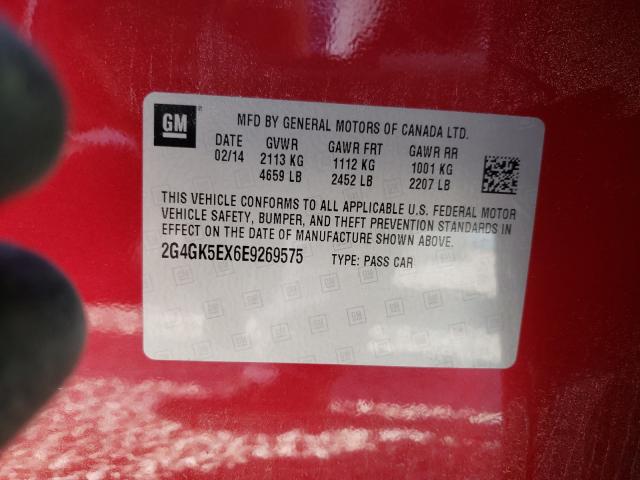 GM
MFD BY GENERAL MOTORS OF CANADA LTD.
DATE GVWR GAWR FRT GAWR RR
02/14 2113 KG 1112 KG 1001 KG
4659 LB 2452 LB 2207 LB
THIS VEHICLE CONFORMS TO ALL APPLICABLE U.S. FEDERAL MOTOR
VEHICLE SAFETY, BUMPER, AND THEFT PREVENTION STANDARDS IN
EFFECT ON THE DATE OF MANUFACTURE SHOWN ABOVE.
2G4GK5EX6E9269575 TYPE: PASS CAR